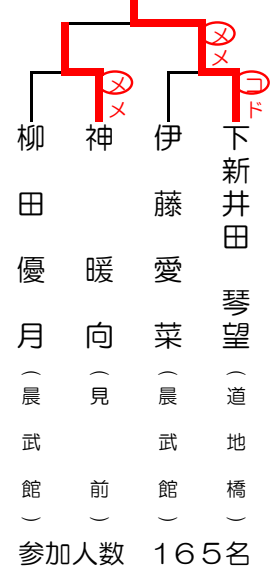 メ
メ
メ
メ
コ
ド
下新井田 琴望(道地橋)
伊藤愛菜(晨武館)
神 暖向(見前)
柳田優月(晨武館)
参加人数 165名